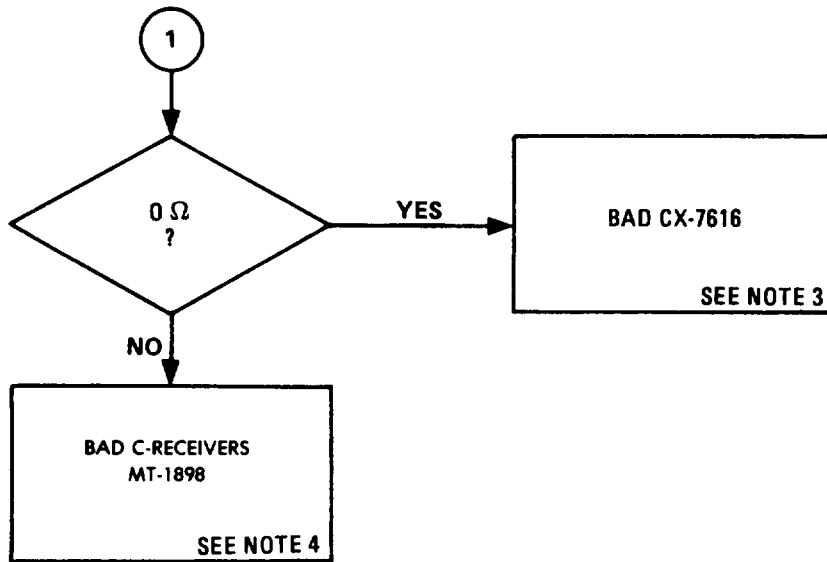 1
0 Ω
?
YES
BAD CX-7616
SEE NOTE 3
NO
BAD C-RECEIVERS
MT-1898
SEE NOTE 4